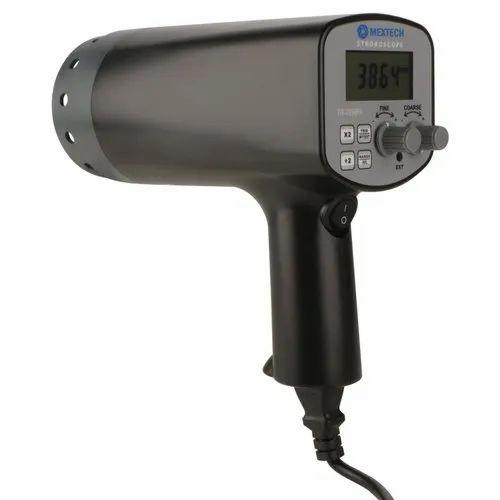 MEXTECH
STROBOSCOPE
3864
FINE COARSE
X2
÷2
EXT
I